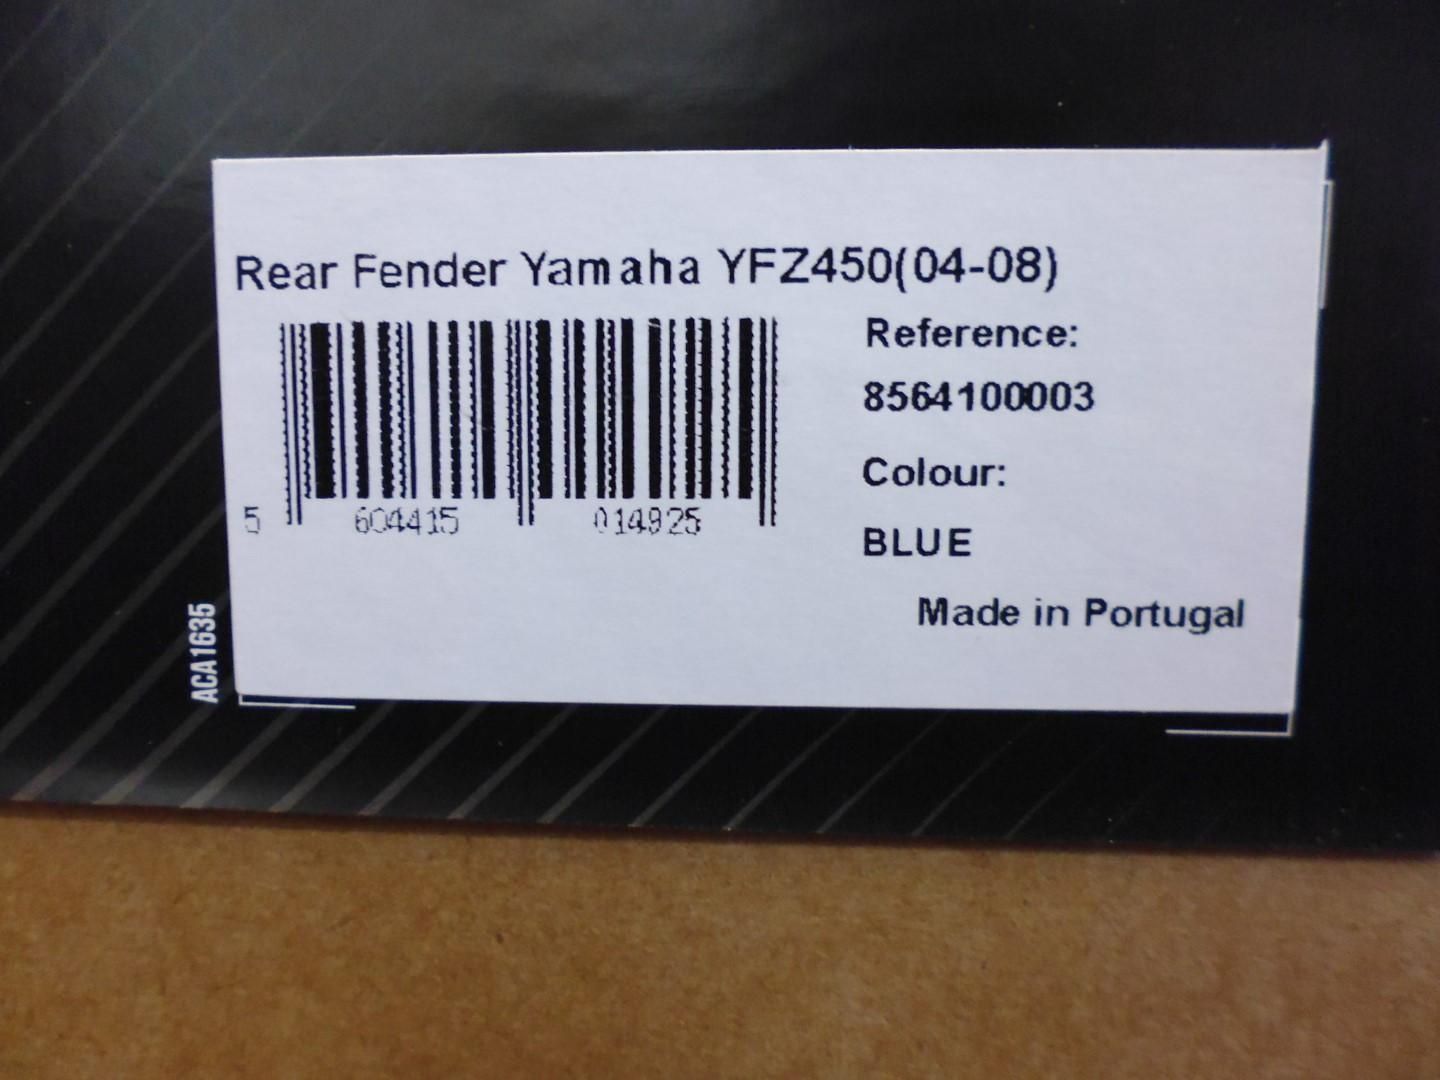 Rear Fender Yamaha YFZ450(04-08)
Reference:
8564100003
Colour:
BLUE
Made in Portugal
5 604415 014925
ACA1635